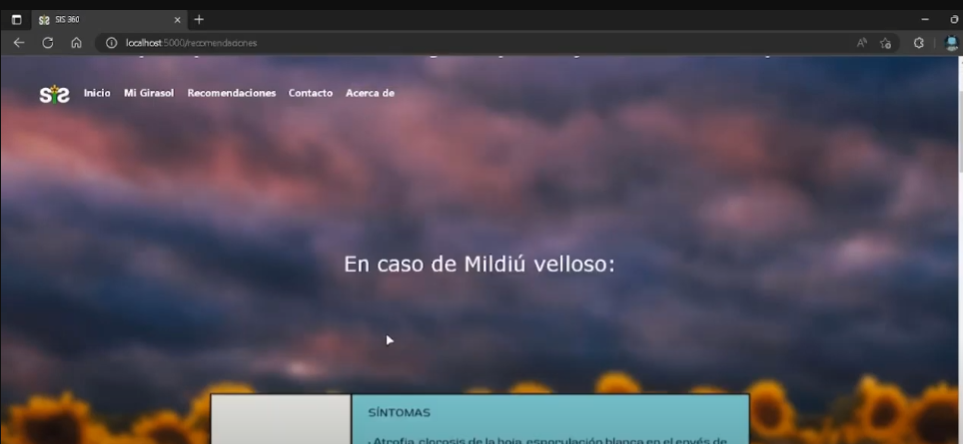 SIS 360
localhost:5000/recomendaciones
SiS
Inicio Mi Girasol Recomendaciones Contacto Acerca de
En caso de Mildiú velloso:
SÍNTOMAS
- Atrofia, clorosis de la hoja, esporulación blanca en el envés de